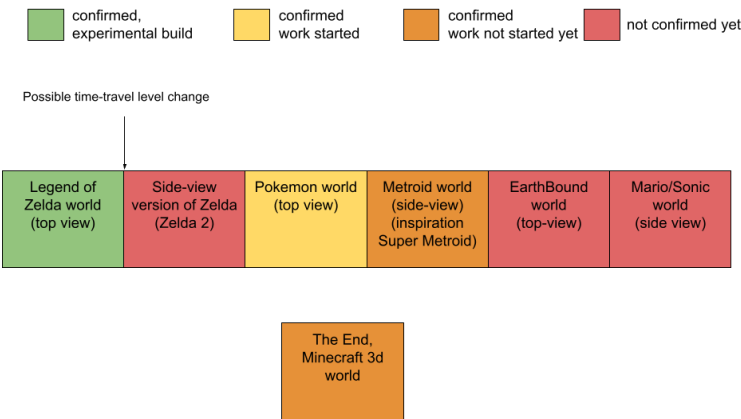 confirmed,
experimental build
confirmed
work started
confirmed
work not started yet
not confirmed yet
Possible time-travel level change
Legend of
Zelda world
(top view)
Side-view
version of Zelda
(Zelda 2)
Pokemon world
(top view)
Metroid world
(side-view)
(inspiration
Super Metroid)
EarthBound
world
(top-view)
Mario/Sonic
world
(side view)
The End,
Minecraft 3d
world